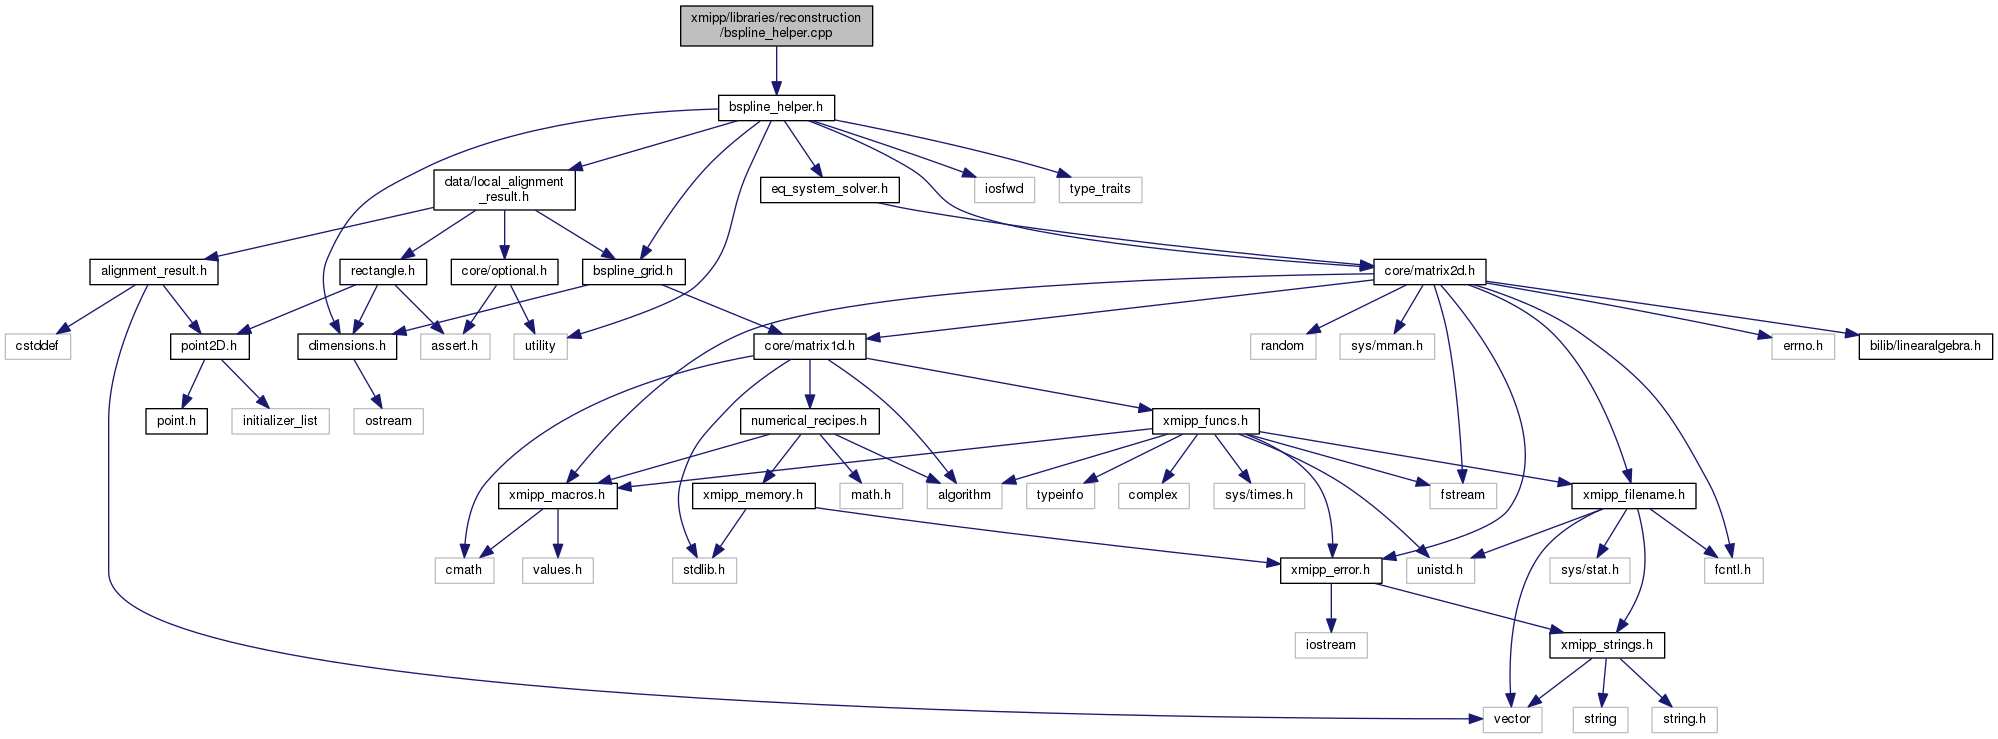 xmipp/libraries/reconstruction
/bspline_helper.cpp
bspline_helper.h
data/local_alignment
_result.h
eq_system_solver.h
iosfwd
type_traits
alignment_result.h
rectangle.h
core/optional.h
bspline_grid.h
core/matrix2d.h
cstddef
point2D.h
dimensions.h
assert.h
utility
core/matrix1d.h
random
sys/mman.h
errno.h
bilib/linearalgebra.h
point.h
initializer_list
ostream
numerical_recipes.h
xmipp_funcs.h
xmipp_macros.h
xmipp_memory.h
math.h
algorithm
typeinfo
complex
sys/times.h
fstream
xmipp_filename.h
cmath
values.h
stdlib.h
xmipp_error.h
unistd.h
sys/stat.h
fcntl.h
iostream
xmipp_strings.h
vector
string
string.h